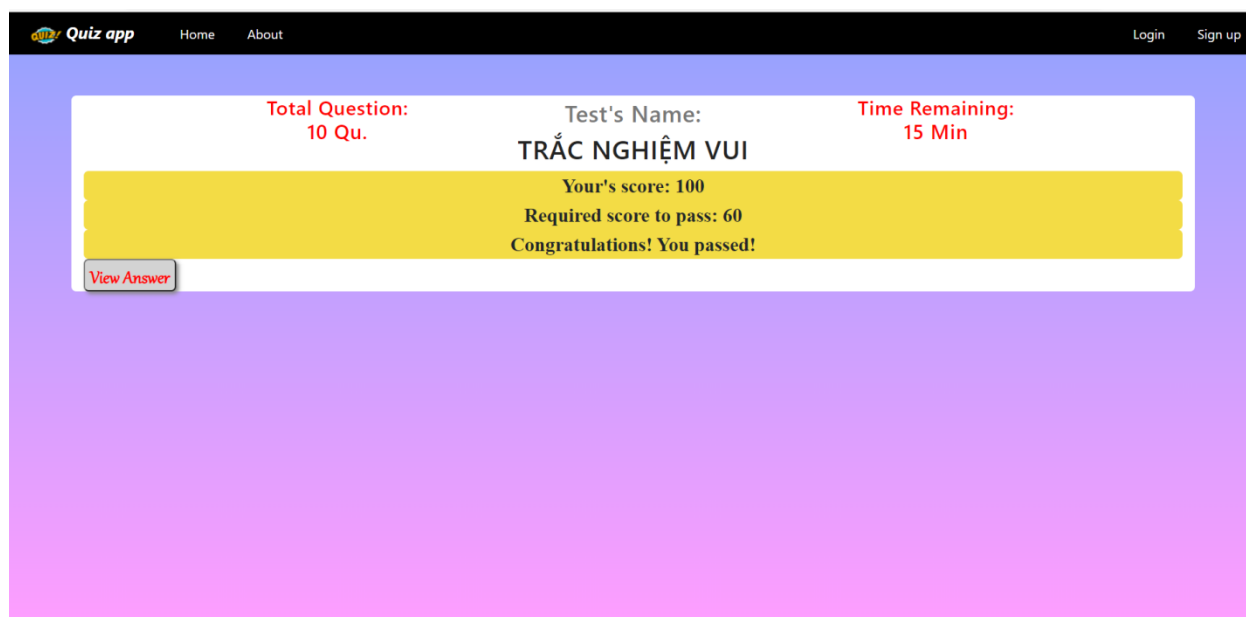 QUIZ! Quiz app Home About Login Sign up
Total Question:
10 Qu.
Test's Name:
TRẮC NGHIỆM VUI
Time Remaining:
15 Min
Your's score: 100
Required score to pass: 60
Congratulations! You passed!
View Answer